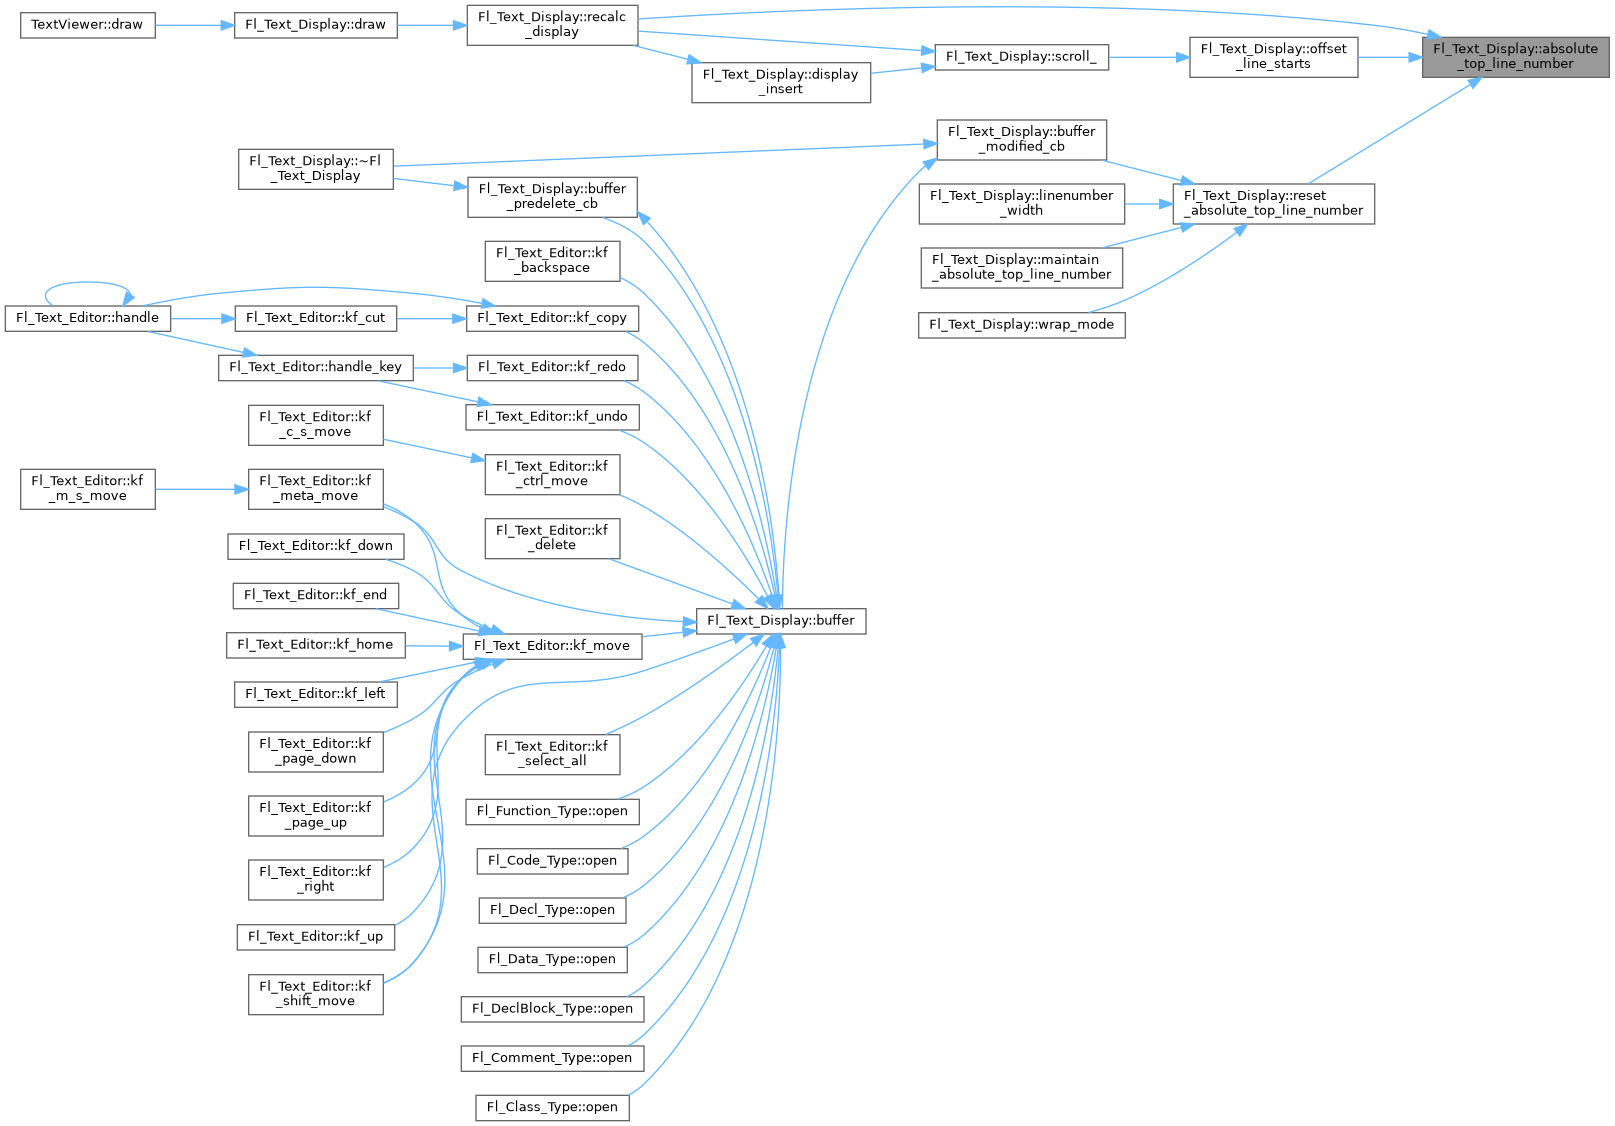 TextViewer::draw
Fl_Text_Display::draw
Fl_Text_Display::recalc
_display
Fl_Text_Display::display
_insert
Fl_Text_Display::scroll_
Fl_Text_Display::offset
_line_starts
Fl_Text_Display::absolute
_top_line_number
Fl_Text_Display::~Fl
_Text_Display
Fl_Text_Display::buffer
_predelete_cb
Fl_Text_Display::buffer
_modified_cb
Fl_Text_Display::linenumber
_width
Fl_Text_Display::reset
_absolute_top_line_number
Fl_Text_Display::maintain
_absolute_top_line_number
Fl_Text_Display::wrap_mode
Fl_Text_Editor::kf
_backspace
Fl_Text_Editor::handle
Fl_Text_Editor::kf_cut
Fl_Text_Editor::kf_copy
Fl_Text_Editor::handle_key
Fl_Text_Editor::kf_redo
Fl_Text_Editor::kf_undo
Fl_Text_Editor::kf
_c_s_move
Fl_Text_Editor::kf
_ctrl_move
Fl_Text_Editor::kf
_m_s_move
Fl_Text_Editor::kf
_meta_move
Fl_Text_Editor::kf
_delete
Fl_Text_Editor::kf_down
Fl_Text_Editor::kf_end
Fl_Text_Display::buffer
Fl_Text_Editor::kf_home
Fl_Text_Editor::kf_move
Fl_Text_Editor::kf_left
Fl_Text_Editor::kf
_page_down
Fl_Text_Editor::kf
_select_all
Fl_Text_Editor::kf
_page_up
Fl_Function_Type::open
Fl_Code_Type::open
Fl_Text_Editor::kf
_right
Fl_Decl_Type::open
Fl_Text_Editor::kf_up
Fl_Data_Type::open
Fl_Text_Editor::kf
_shift_move
Fl_DeclBlock_Type::open
Fl_Comment_Type::open
Fl_Class_Type::open